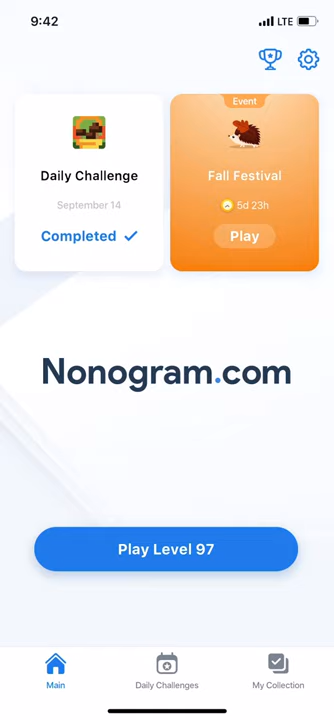 9:42
LTE
Event
Daily Challenge
Fall Festival
September 14
5d 23h
Completed
Play
Nonogram.com
Play Level 97
Main
Daily Challenges
My Collection